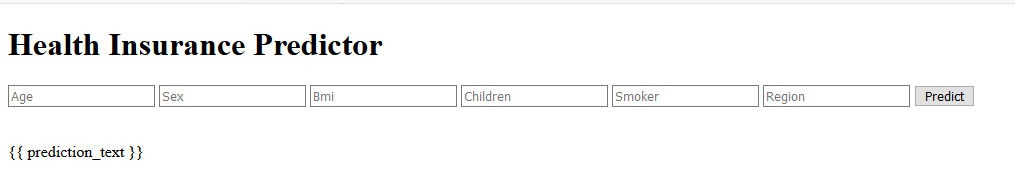 Health Insurance Predictor
Age Sex Bmi Children Smoker Region Predict
{{ prediction_text }}